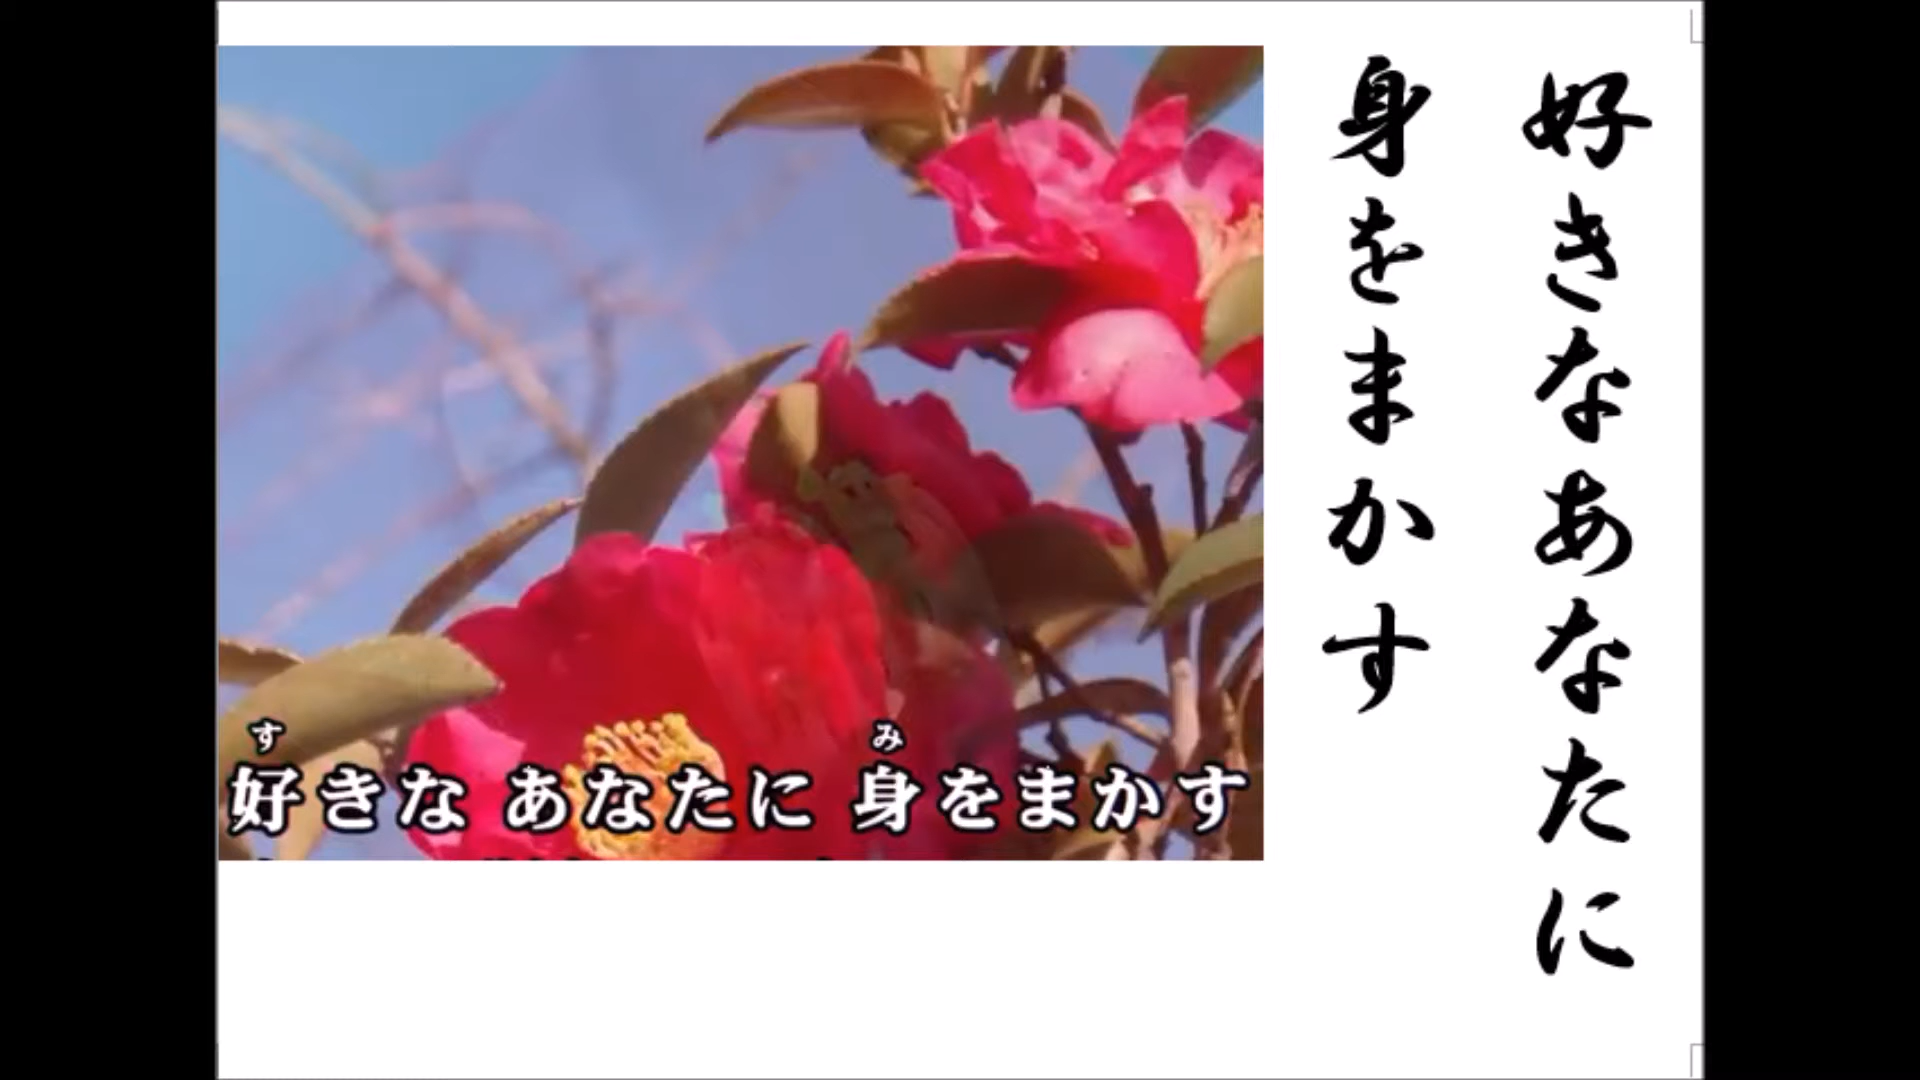 好きなあなたに
身をまかす
す み
好きな あなたに 身をまかす